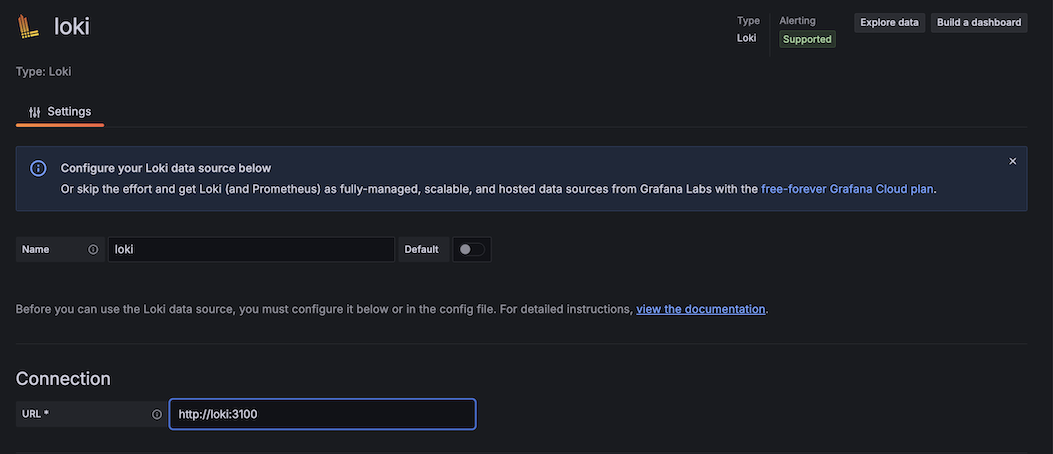 loki
Type
Loki
Alerting
Supported
Explore data
Build a dashboard
Type: Loki
Settings
Configure your Loki data source below
Or skip the effort and get Loki (and Prometheus) as fully-managed, scalable, and hosted data sources from Grafana Labs with the free-forever Grafana Cloud plan.
Name
loki
Default
Before you can use the Loki data source, you must configure it below or in the config file. For detailed instructions, view the documentation.
Connection
URL *
http://loki:3100